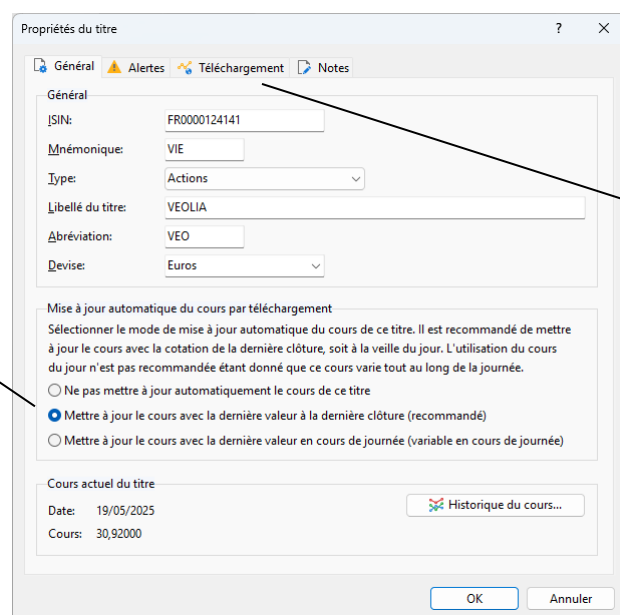 Propriétés du titre
Général
Alertes
Téléchargement
Notes
Général
ISIN: FR0000124141
Mnémonique: VIE
Type: Actions
Libellé du titre: VEOLIA
Abréviation: VEO
Devise: Euros
Mise à jour automatique du cours par téléchargement
Sélectionner le mode de mise à jour automatique du cours de ce titre. Il est recommandé de mettre
à jour le cours avec la cotation de la dernière clôture, soit à la veille du jour. L'utilisation du cours
du jour n'est pas recommandée étant donné que ce cours varie tout au long de la journée.
Ne pas mettre à jour automatiquement le cours de ce titre
Mettre à jour le cours avec la dernière valeur à la dernière clôture (recommandé)
Mettre à jour le cours avec la dernière valeur en cours de journée (variable en cours de journée)
Cours actuel du titre
Date: 19/05/2025
Historique du cours...
Cours: 30,92000
OK
Annuler